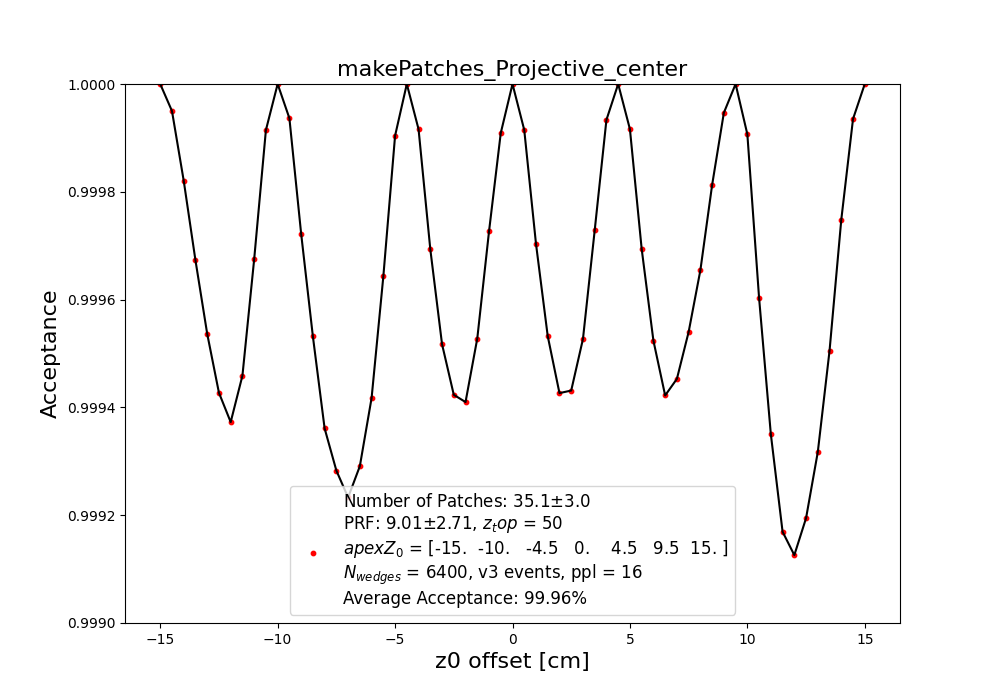 makePatches_Projective_center
1.0000
0.9998
0.9996
0.9994
0.9992
0.9990
Acceptance
Number of Patches: 35.1±3.0
PRF: 9.01±2.71, z_top = 50
apexZ_0 = [-15. -10. -4.5 0. 4.5 9.5 15. ]
N_wedges = 6400, v3 events, ppl = 16
Average Acceptance: 99.96%
−15 −10 −5 0 5 10 15
z0 offset [cm]